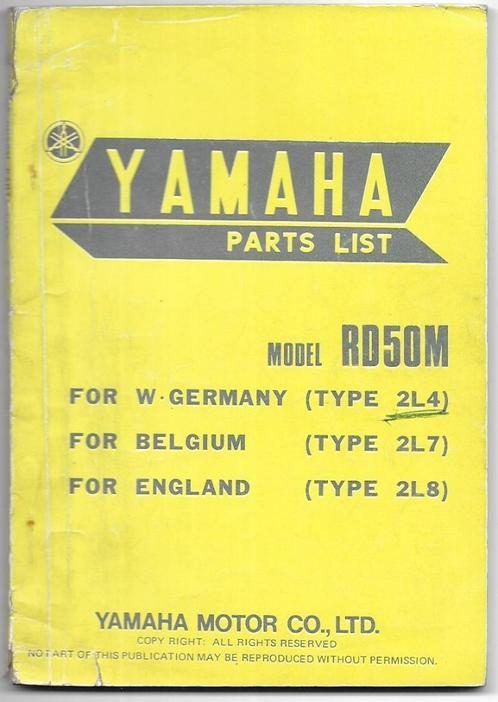 YAMAHA
PARTS LIST
MODEL RD50M
FOR W·GERMANY (TYPE 2L4)
FOR BELGIUM (TYPE 2L7)
FOR ENGLAND (TYPE 2L8)
YAMAHA MOTOR CO., LTD.
COPY RIGHT: ALL RIGHTS RESERVED
NO PART OF THIS PUBLICATION MAY BE REPRODUCED WITHOUT PERMISSION.